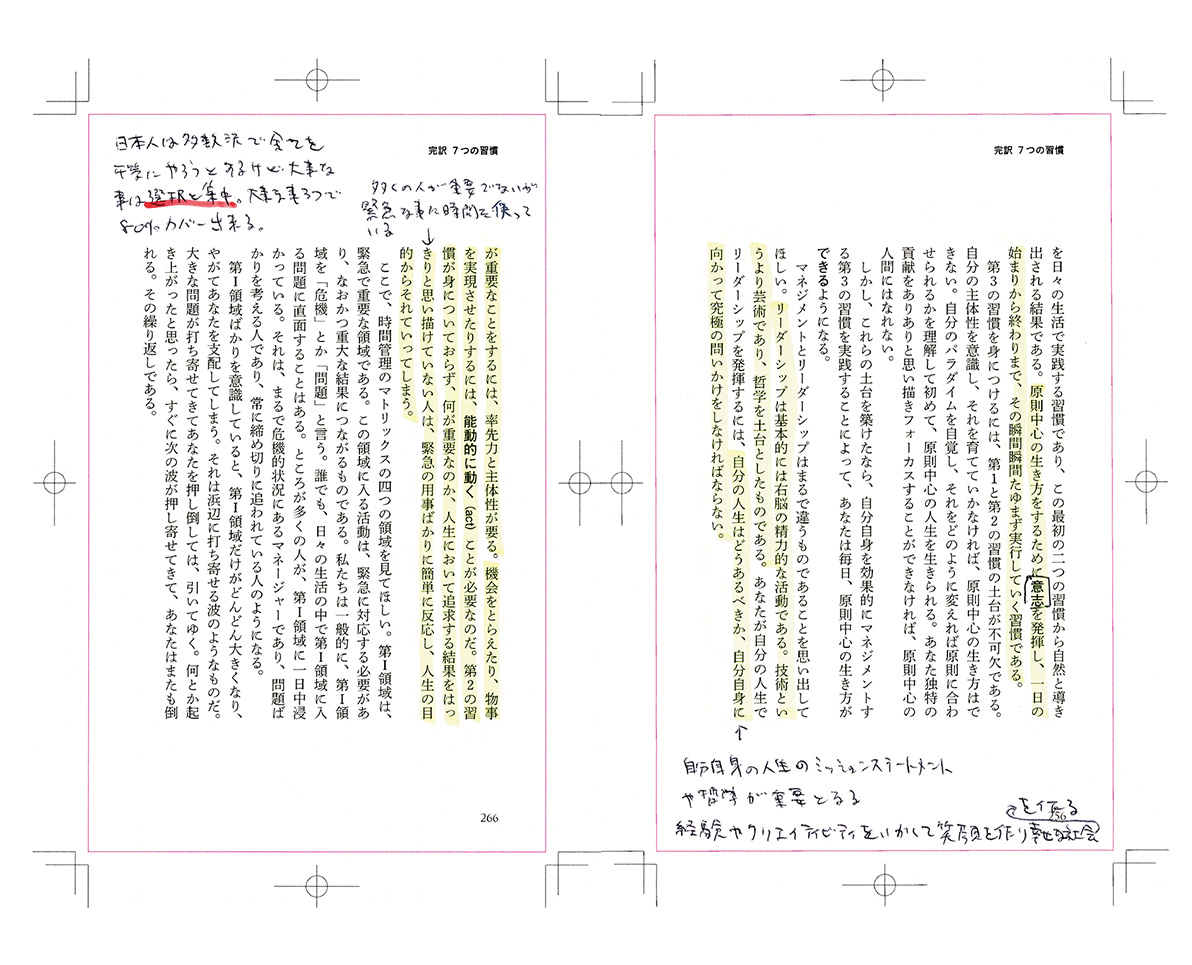 完訳 7つの習慣
を日々の生活で実践する習慣であり、この最初の二つの習慣から自然と導き
出される結果である。原則中心の生き方をするために意志を発揮し、一日の
始まりから終わりまで、その瞬間瞬間たゆまず実行していく習慣である。
第3の習慣を身につけるには、第1と第2の習慣の土台が不可欠である。
自分の主体性を意識し、それを育てていかなければ、原則中心の生き方はで
きない。自分のパラダイムを自覚し、それをどのように変えれば原則に合わ
せられるかを理解して初めて、原則中心の人生を生きられる。あなた独特の
貢献をありありと思い描きフォーカスすることができなければ、原則中心の
人間にはなれない。
しかし、これらの土台を築けたなら、自分自身を効果的にマネジメントす
る第3の習慣を実践することによって、あなたは毎日、原則中心の生き方が
できるようになる。
マネジメントとリーダーシップはまるで違うものであることを思い出して
ほしい。リーダーシップは基本的には右脳の精力的な活動である。技術とい
うより芸術であり、哲学を土台としたものである。あなたが自分の人生で
リーダーシップを発揮するには、自分の人生はどうあるべきか、自分自身に
向かって究極の問いかけをしなければならない。
↑
自分自身の人生のミッションステートメント
や哲学が重要となる
を作る
経験やクリエイティビティをいかして笑顔を作り幸せな社会
完訳 7つの習慣
日本人は多数派で全てを
平等にやろうとするけど大事な
事は選択と集中。大事な事3つで
80%カバー出来る。
多くの人が重要でないが
緊急な事に時間を使って
いる
↓
が重要なことをするには、率先力と主体性が要る。機会をとらえたり、物事
を実現させたりするには、能動的に動く(act)ことが必要なのだ。第2の習
慣が身についておらず、何が重要なのか、人生において追求する結果をはっ
きりと思い描けていない人は、緊急の用事ばかりに簡単に反応し、人生の目
的からそれていってしまう。
ここで、時間管理のマトリックスの四つの領域を見てほしい。第Ⅰ領域は、
緊急で重要な領域である。この領域に入る活動は、緊急に対応する必要があ
り、なおかつ重大な結果につながるものである。私たちは一般的に、第Ⅰ領
域を「危機」とか「問題」と言う。誰でも、日々の生活の中で第Ⅰ領域に入
る問題に直面することはある。ところが多くの人が、第Ⅰ領域に一日中浸
かっている。それは、まるで危機的状況にあるマネージャーであり、問題ば
かりを考える人であり、常に締め切りに追われている人のようになる。
第Ⅰ領域ばかりを意識していると、第Ⅰ領域だけがどんどん大きくなり、
やがてあなたを支配してしまう。それは浜辺に打ち寄せる波のようなものだ。
大きな問題が打ち寄せてきてあなたを押し倒しては、引いてゆく。何とか起
き上がったと思ったら、すぐに次の波が押し寄せてきて、あなたはまたも倒
れる。その繰り返しである。
266